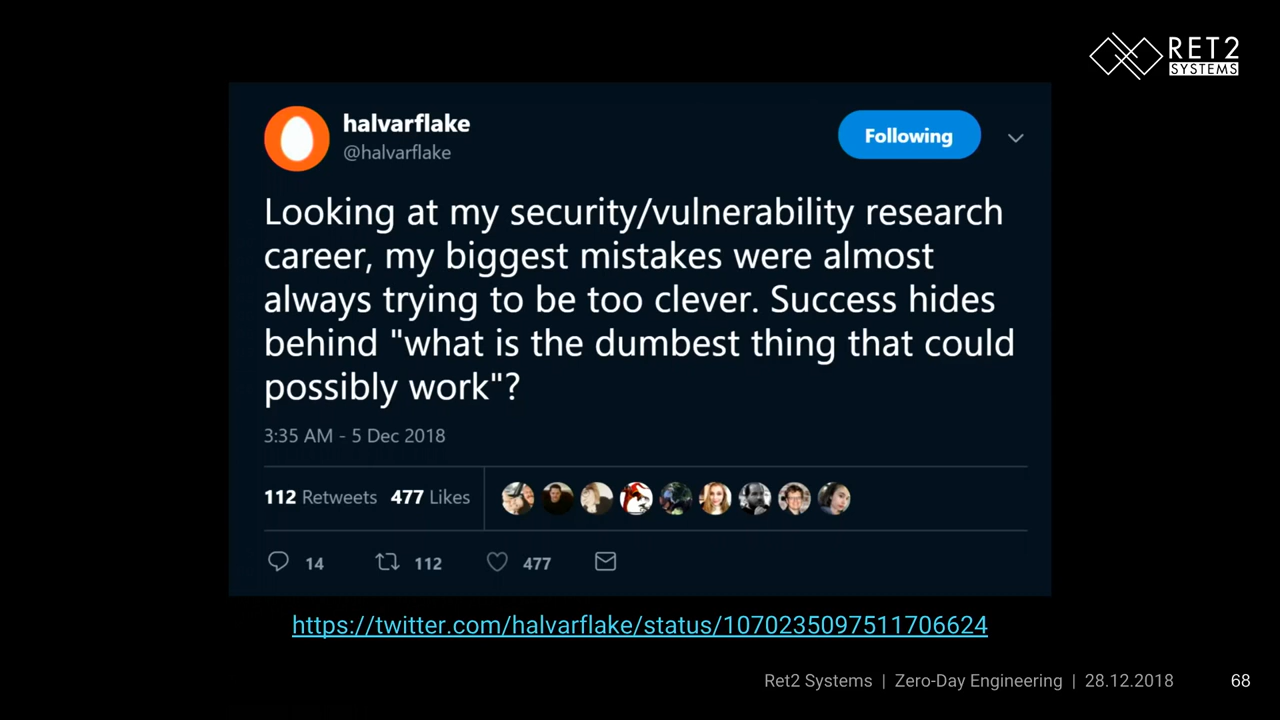 RET2
SYSTEMS
halvarflake
@halvarflake
Following
Looking at my security/vulnerability research
career, my biggest mistakes were almost
always trying to be too clever. Success hides
behind "what is the dumbest thing that could
possibly work"?
3:35 AM - 5 Dec 2018
112 Retweets 477 Likes
14 112 477
https://twitter.com/halvarflake/status/1070235097511706624
Ret2 Systems | Zero-Day Engineering | 28.12.2018 68